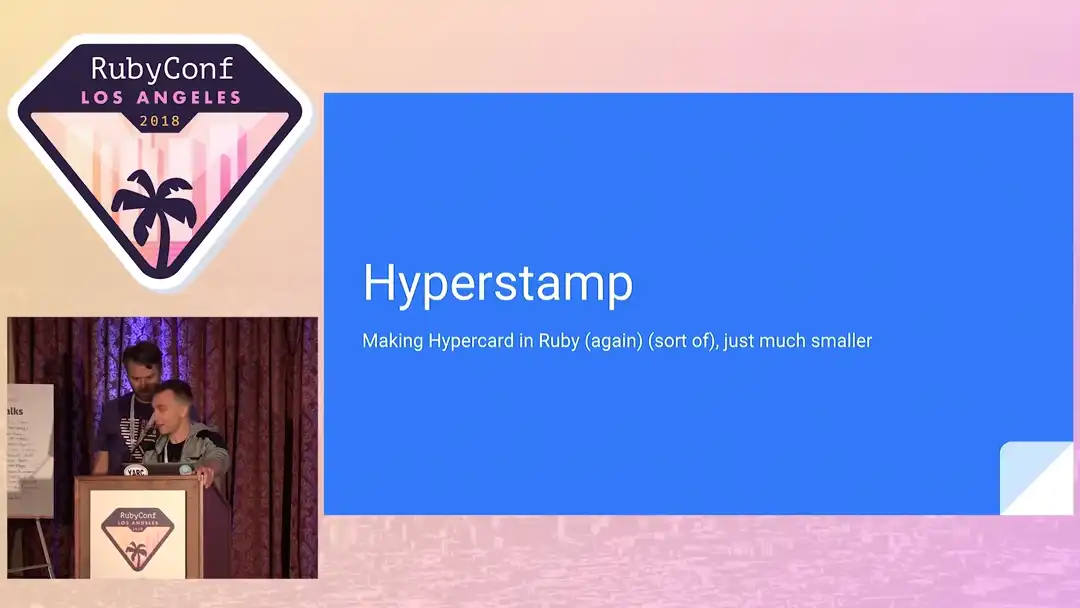 RubyConf
LOS ANGELES
2018
Hyperstamp
Making Hypercard in Ruby (again) (sort of), just much smaller
alks
YARC
RubyConf
LOS ANGELES
2018